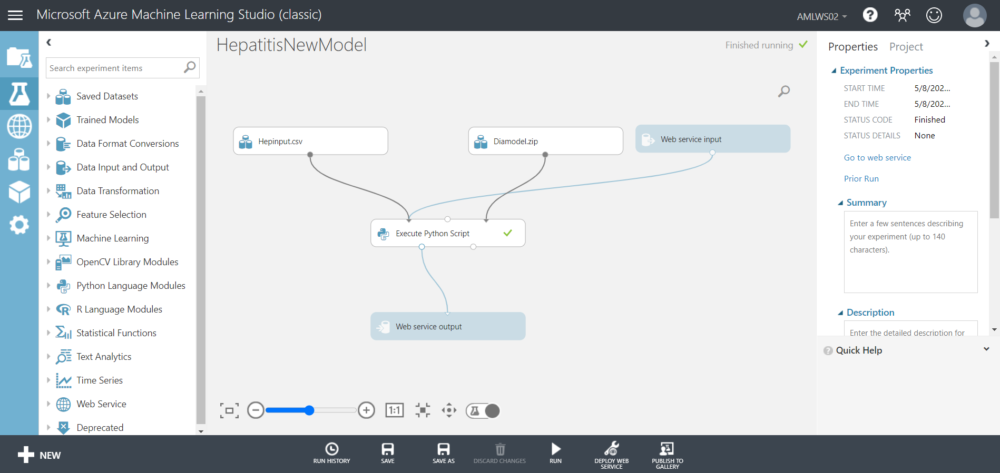 Microsoft Azure Machine Learning Studio (classic)
AMLWS02
HepatitisNewModel
Finished running
Search experiment items
Saved Datasets
Trained Models
Data Format Conversions
Data Input and Output
Data Transformation
Feature Selection
Machine Learning
OpenCV Library Modules
Python Language Modules
R Language Modules
Statistical Functions
Text Analytics
Time Series
Web Service
Deprecated
Hepinput.csv
Diamodel.zip
Web service input
Execute Python Script
Web service output
1:1
Properties Project
Experiment Properties
START TIME 5/8/202...
END TIME 5/8/202...
STATUS CODE Finished
STATUS DETAILS None
Go to web service
Prior Run
Summary
Enter a few sentences describing
your experiment (up to 140
characters).
Description
Enter the detailed description for
Quick Help
NEW
RUN HISTORY
SAVE
SAVE AS
DISCARD CHANGES
RUN
DEPLOY WEB
SERVICE
PUBLISH TO
GALLERY